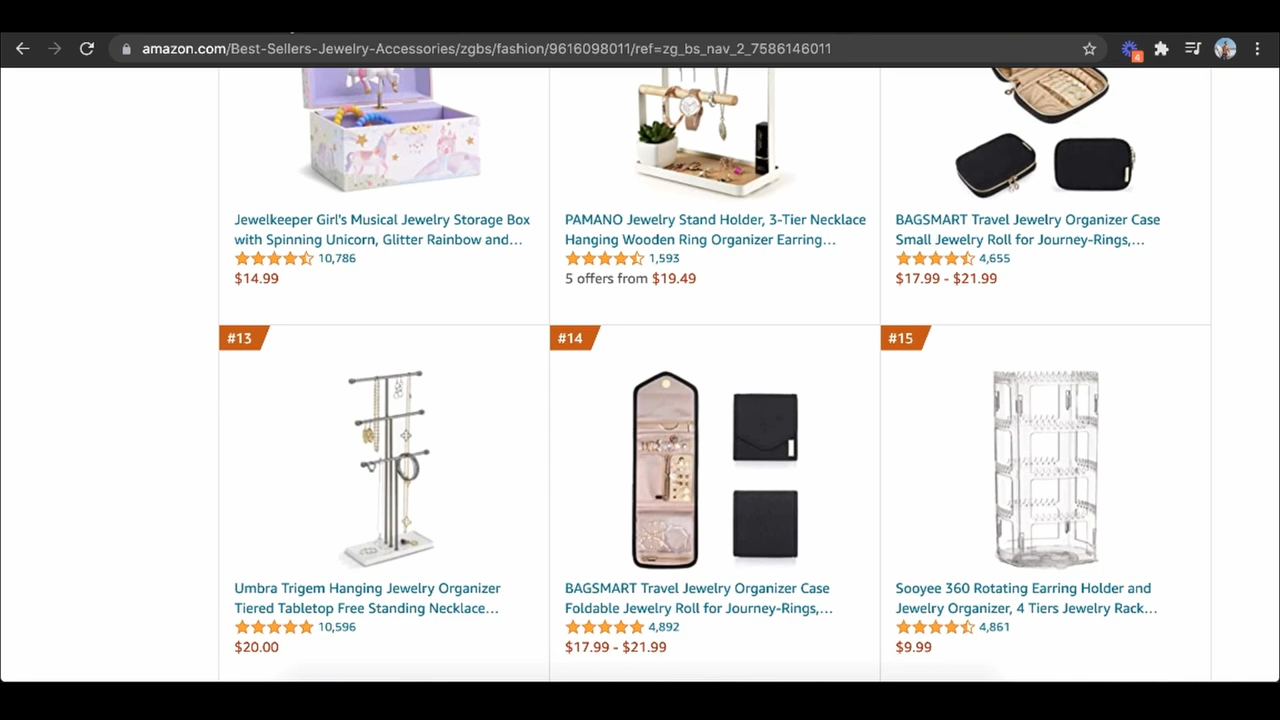 amazon.com/Best-Sellers-Jewelry-Accessories/zgbs/fashion/9616098011/ref=zg_bs_nav_2_7586146011
4
Jewelkeeper Girl's Musical Jewelry Storage Box
with Spinning Unicorn, Glitter Rainbow and...
10,786
$14.99
PAMANO Jewelry Stand Holder, 3-Tier Necklace
Hanging Wooden Ring Organizer Earring...
1,593
5 offers from $19.49
BAGSMART Travel Jewelry Organizer Case
Small Jewelry Roll for Journey-Rings,...
4,655
$17.99 - $21.99
#13
Umbra Trigem Hanging Jewelry Organizer
Tiered Tabletop Free Standing Necklace...
10,596
$20.00
#14
BAGSMART Travel Jewelry Organizer Case
Foldable Jewelry Roll for Journey-Rings,...
4,892
$17.99 - $21.99
#15
Sooyee 360 Rotating Earring Holder and
Jewelry Organizer, 4 Tiers Jewelry Rack...
4,861
$9.99